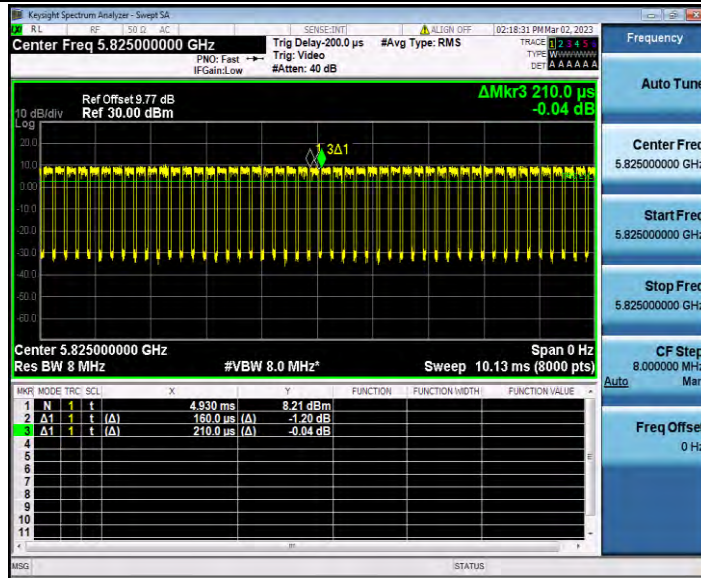 Keysight Spectrum Analyzer - Swept SA
RL RF 50 Ω AC SENSE:INT ALIGN OFF 02:18:31 PM Mar 02, 2023
Center Freq 5.825000000 GHz
PNO: Fast
IFGain:Low
Trig Delay-200.0 µs
Trig: Video
#Atten: 40 dB
#Avg Type: RMS
TRACE 1 2 3 4 5 6
TYPE W
DET A A A A A A
ΔMkr3 210.0 µs
-0.04 dB
Ref Offset 9.77 dB
10 dB/div Ref 30.00 dBm
Log
20.0
10.0
0.00
-10.0
-20.0
-30.0
-40.0
-50.0
-60.0
1 3Δ1
Center 5.825000000 GHz Span 0 Hz
Res BW 8 MHz #VBW 8.0 MHz* Sweep 10.13 ms (8000 pts)
MKR MODE TRC SCL X Y FUNCTION FUNCTION WIDTH FUNCTION VALUE
1 N 1 t 4.930 ms 8.21 dBm
2 Δ1 1 t (Δ) 160.0 µs (Δ) -1.20 dB
3 Δ1 1 t (Δ) 210.0 µs (Δ) -0.04 dB
4
5
6
7
8
9
10
11
MSG STATUS
Frequency
Auto Tune
Center Freq
5.825000000 GHz
Start Freq
5.825000000 GHz
Stop Freq
5.825000000 GHz
CF Step
8.000000 MHz
Auto Man
Freq Offset
0 Hz